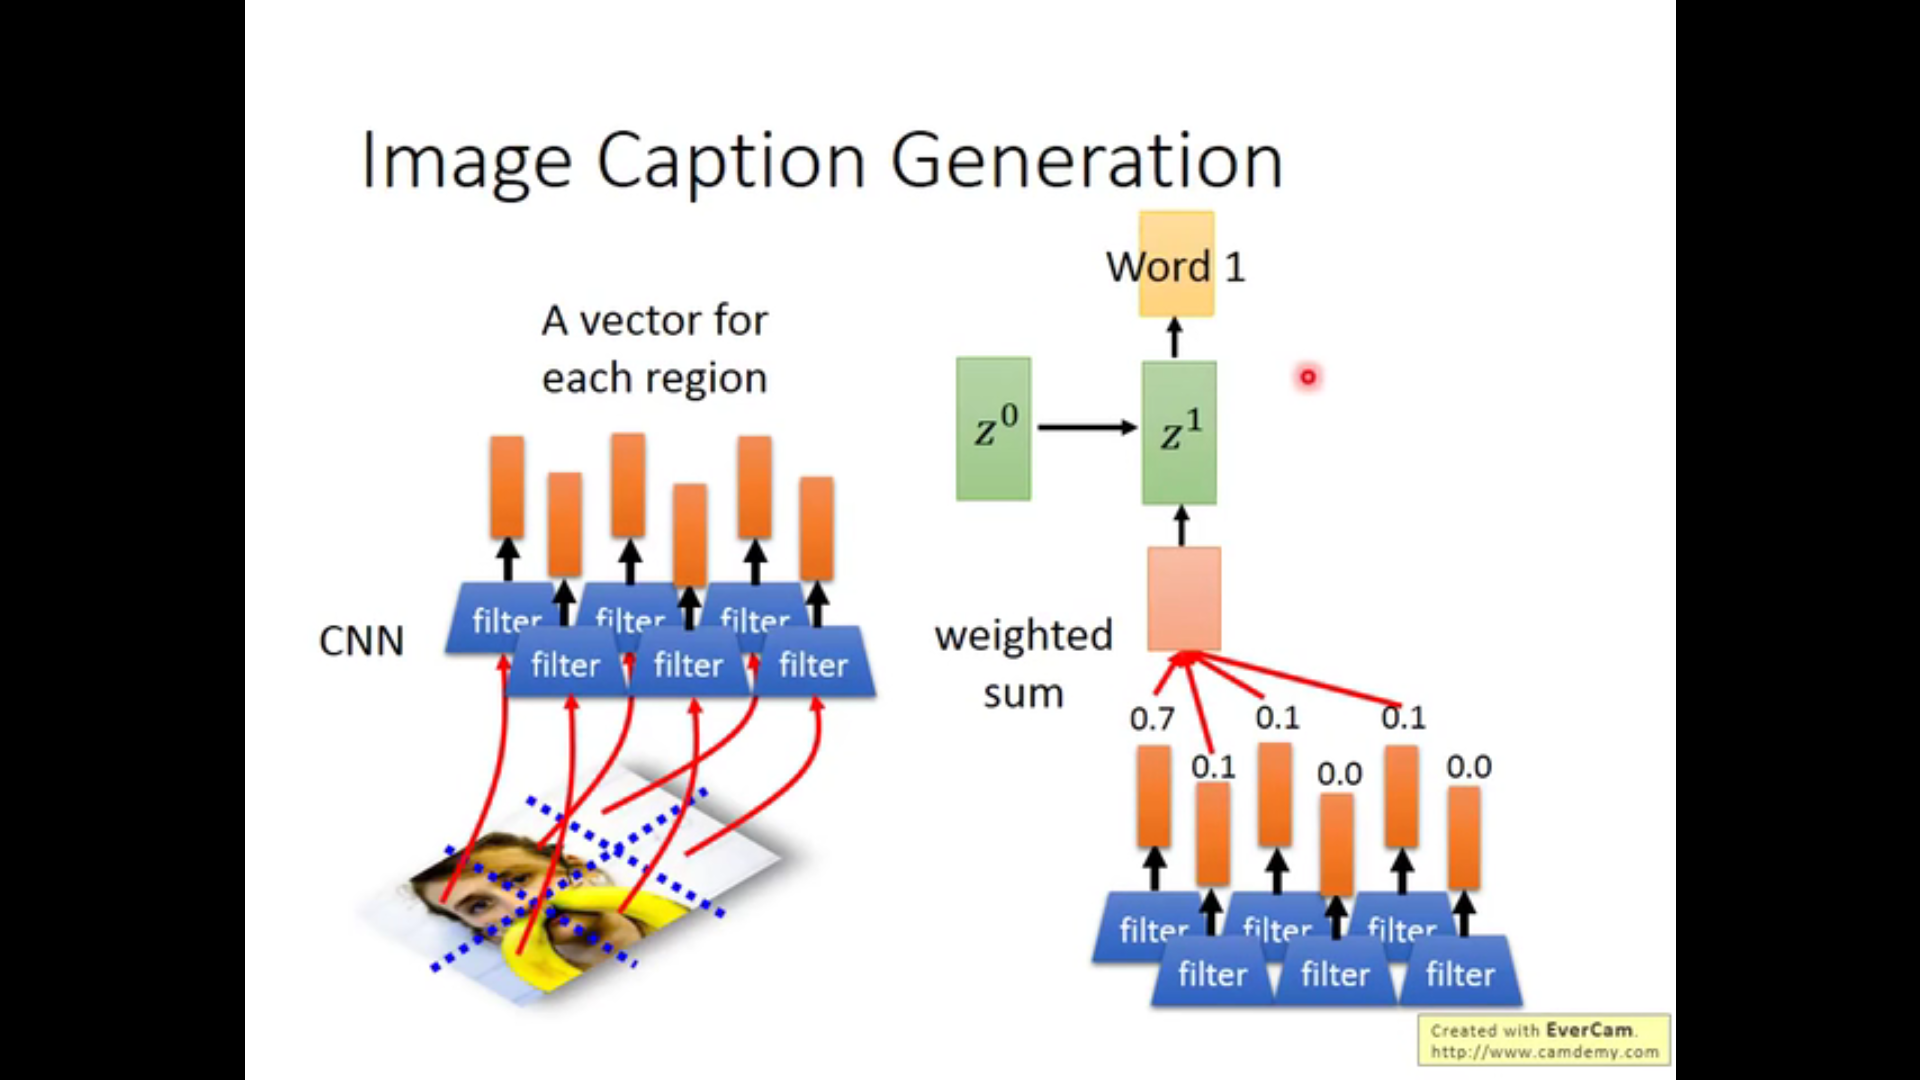 Image Caption Generation
A vector for
each region
CNN
filter filter filter
filter filter filter
Word 1
z⁰
z¹
weighted
sum
0.7 0.1 0.1
0.1 0.0 0.0
filter filter filter
filter filter filter
Created with EverCam.
http://www.camdemy.com